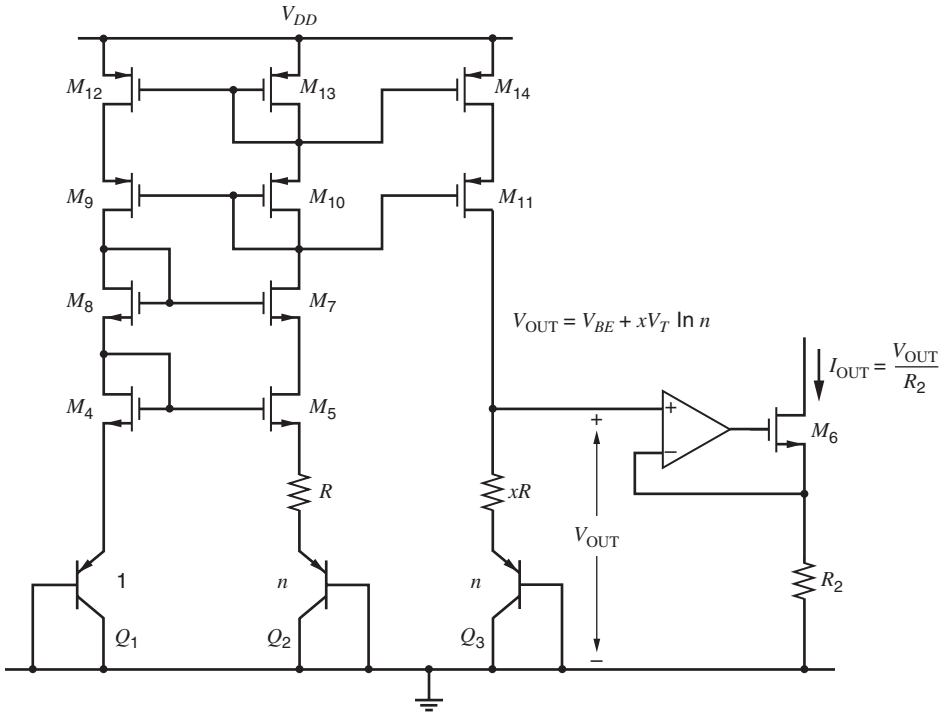 V_DD
M_12
M_13
M_14
M_9
M_10
M_11
M_8
M_7
V_OUT = V_BE + xV_T ln n
I_OUT = V_OUT / R_2
M_4
M_5
+
−
M_6
+
R
xR
V_OUT
1
n
n
R_2
Q_1
Q_2
Q_3
−